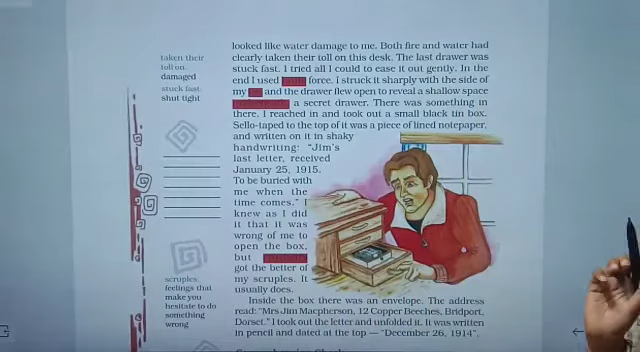 looked like water damage to me. Both fire and water had
clearly taken their toll on this desk. The last drawer was
stuck fast. I tried all I could to ease it out gently. In the
end I used force. I struck it sharply with the side of
my and the drawer flew open to reveal a shallow space
a secret drawer. There was something in
there. I reached in and took out a small black tin box.
Sello-taped to the top of it was a piece of lined notepaper,
and written on it in shaky
handwriting: “Jim’s
last letter, received
January 25, 1915.
To be buried with
me when the
time comes.” I
knew as I did
it that it was
wrong of me to
open the box,
but
got the better of
my scruples. It
usually does.
Inside the box there was an envelope. The address
read: “Mrs Jim Macpherson, 12 Copper Beeches, Bridport,
Dorset.” I took out the letter and unfolded it. It was written
in pencil and dated at the top — “December 26, 1914”.
taken their
toll on
damaged
stuck fast
shut tight
scruples
feelings that
make you
hesitate to do
something
wrong